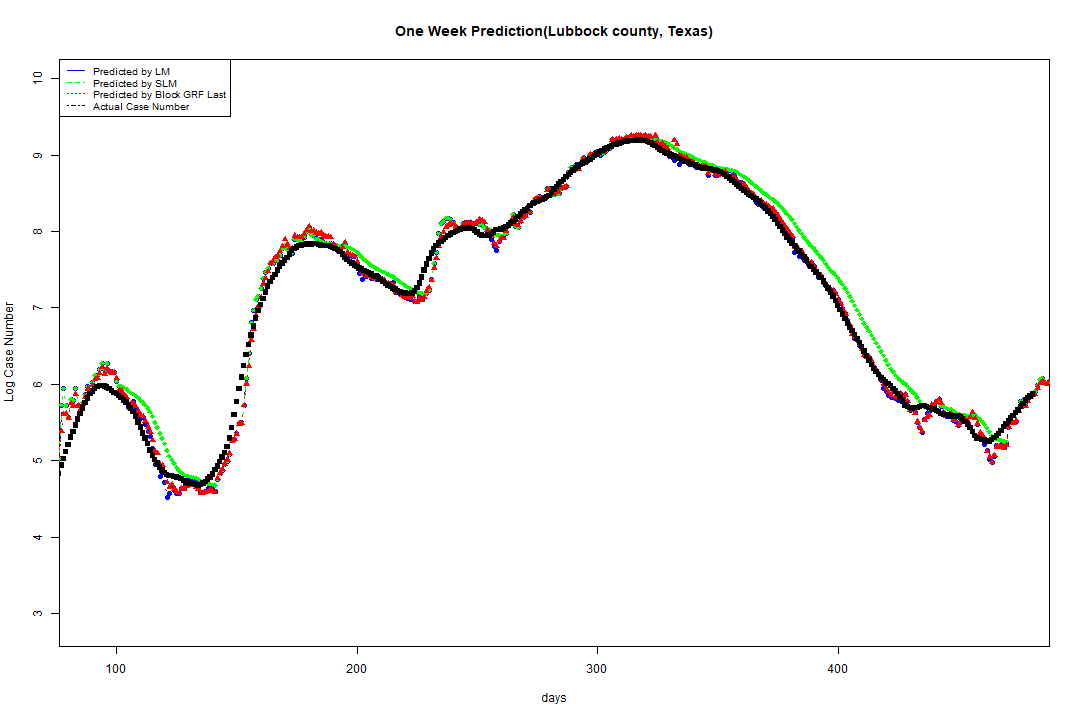 One Week Prediction(Lubbock county, Texas)
Predicted by LM
Predicted by SLM
Predicted by Block GRF Last
Actual Case Number
10
9
8
7
6
5
4
3
Log Case Number
100 200 300 400
days